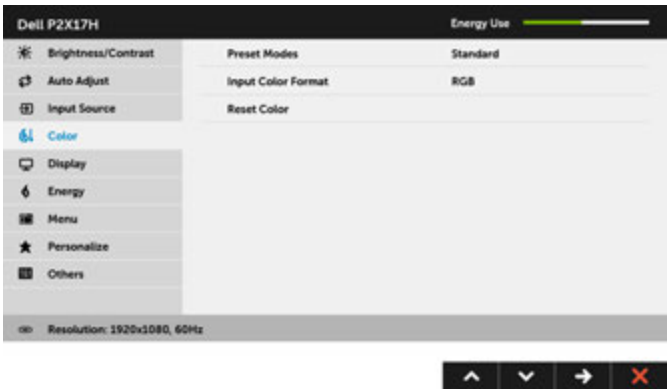 Dell P2X17H Energy Use
Brightness/Contrast Preset Modes Standard
Auto Adjust Input Color Format RGB
Input Source Reset Color
Color
Display
Energy
Menu
Personalize
Others
Resolution: 1920x1080, 60Hz